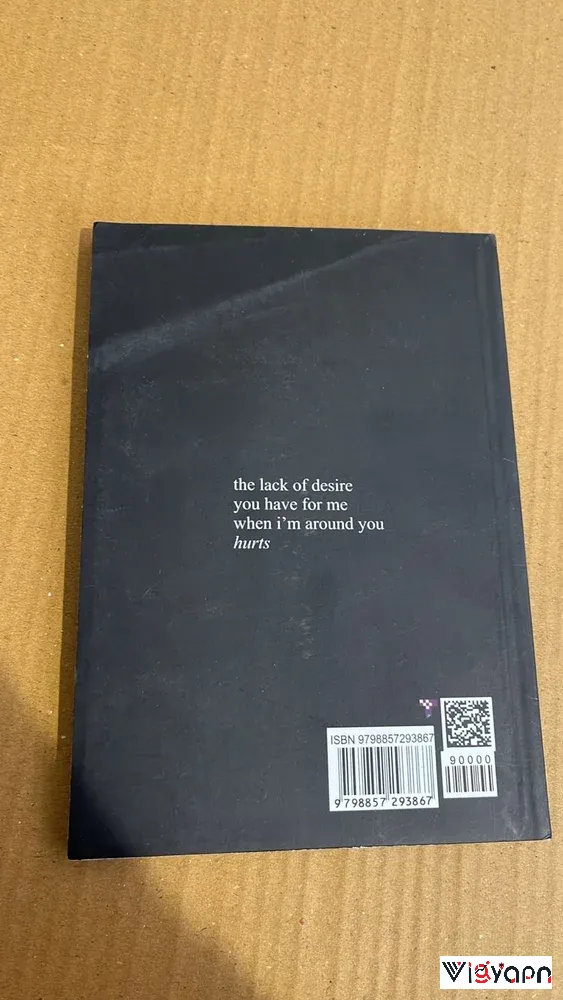 the lack of desire
you have for me
when i'm around you
hurts
ISBN 9798857293867
90000
9 798857 293867
Vigyapn